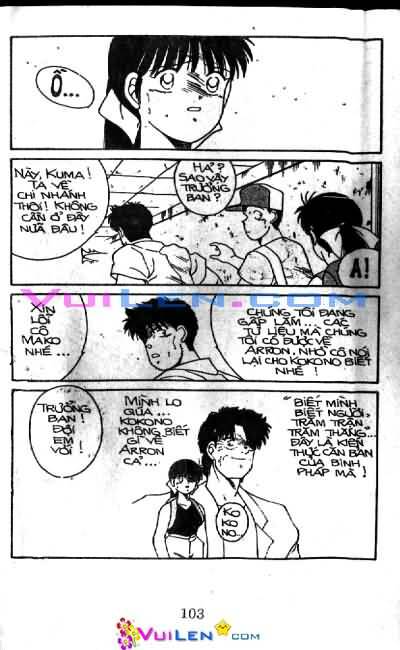 Ồ...
NÀY, KUMA!
TA VỀ
CHI NHÁNH
THÔI! KHÔNG
CẦN Ở ĐÂY
NỮA ĐÂU!
HẢ?
SAO VẬY
TRƯỞNG
BAN?
A!
XIN
LỖI
CÔ
MAKO
NHÉ...
CHÚNG TÔI ĐANG
GẤP LẮM... CÁC
TƯ LIỆU MÀ CHÚNG
TÔI CÓ ĐƯỢC VỀ
ARRON, NHỜ CÔ NÓI
LẠI CHO KOKONO BIẾT
NHÉ!
VUILEN.COM
TRƯỞNG
BAN!
ĐỢI
EM
VỚI!
MÌNH LO
QUÁ...
KOKONO
KHÔNG BIẾT
GÌ VỀ
ARRON
CẢ...
"BIẾT MÌNH
BIẾT NGƯỜI,
TRĂM TRẬN
TRĂM THẮNG"...
ĐÂY LÀ KIẾN
THỨC CĂN BẢN
CỦA BINH
PHÁP MÀ!
KO
KO
NO...
103
VUILEN.COM